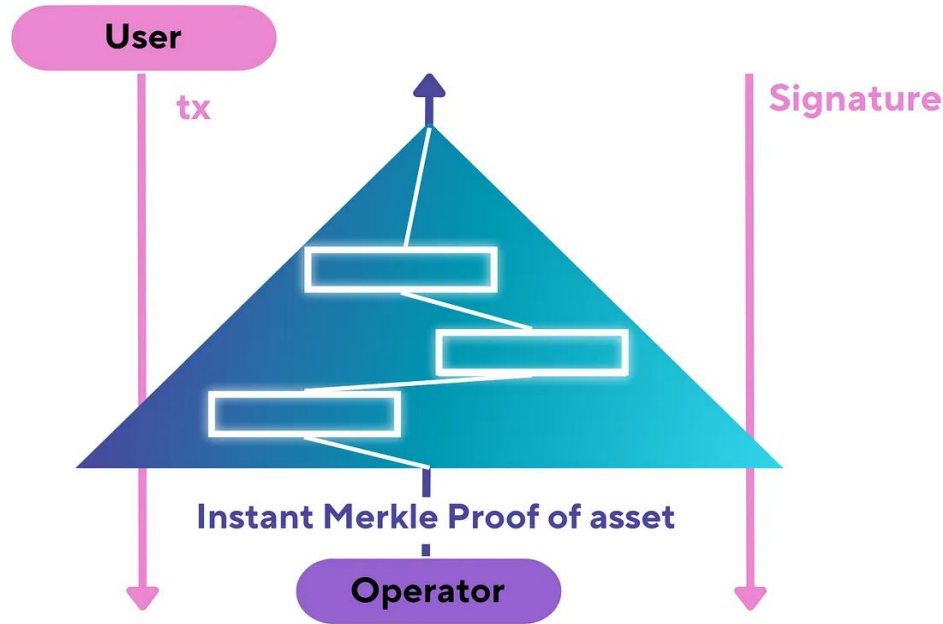 User
tx
Signature
Instant Merkle Proof of asset
Operator